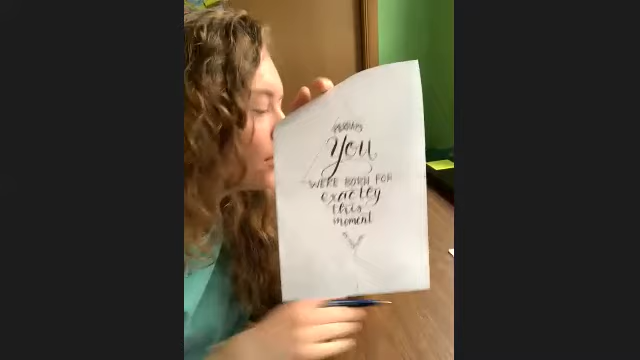 PERHAPS
You
WERE BORN FOR
exactly
this
moment